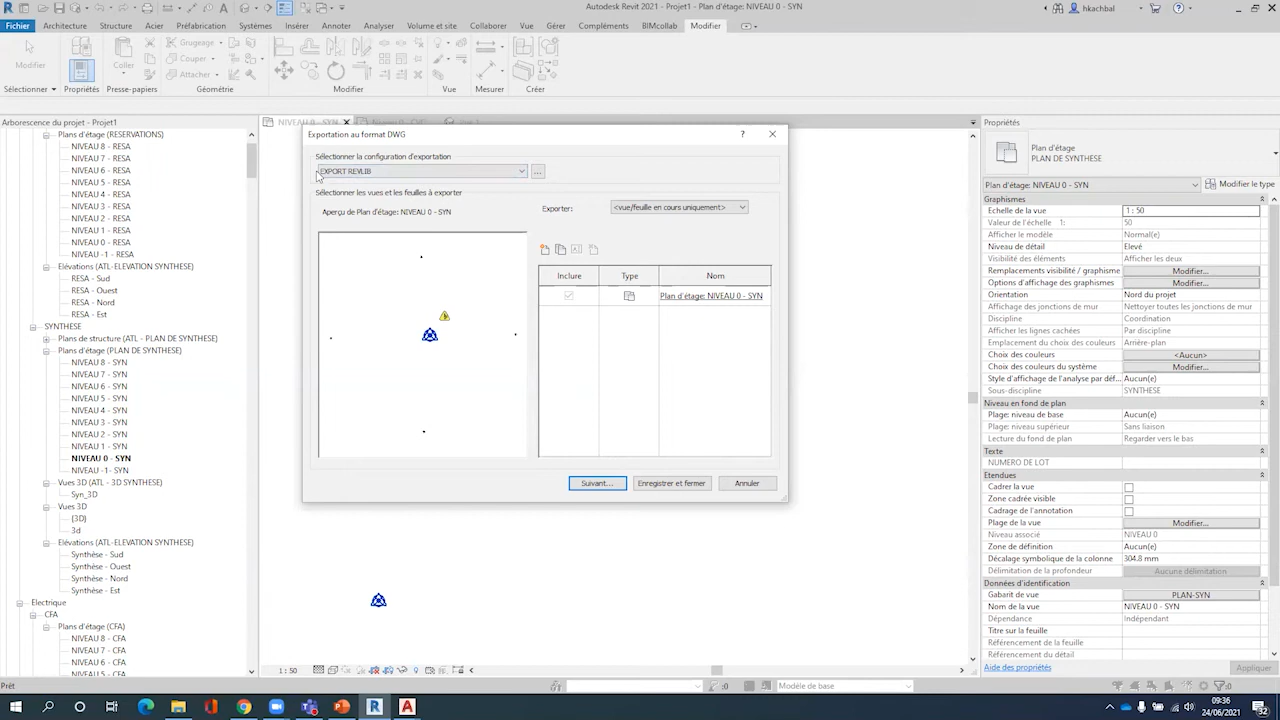 Autodesk Revit 2021 - Projet1 - Plan d'étage: NIVEAU 0 - SYN
hkachbal
Fichier Architecture Structure Acier Préfabrication Systèmes Insérer Annoter Analyser Volume et site Collaborer Vue Gérer Compléments BIMcollab Modifier
Modifier
Coller
Grugeage
Couper
Attacher
Sélectionner Propriétés Presse-papiers Géométrie Modifier Vue Mesurer Créer
Arborescence du projet - Projet1
Plans d'étage (RESERVATIONS)
NIVEAU 8 - RESA
NIVEAU 7 - RESA
NIVEAU 6 - RESA
NIVEAU 5 - RESA
NIVEAU 4 - RESA
NIVEAU 3 - RESA
NIVEAU 2 - RESA
NIVEAU 1 - RESA
NIVEAU 0 - RESA
NIVEAU -1 - RESA
Elévations (ATL-ELEVATION SYNTHESE)
RESA - Sud
RESA - Ouest
RESA - Nord
RESA - Est
SYNTHESE
Plans de structure (ATL - PLAN DE SYNTHESE)
Plans d'étage (PLAN DE SYNTHESE)
NIVEAU 8 - SYN
NIVEAU 7 - SYN
NIVEAU 6 - SYN
NIVEAU 5 - SYN
NIVEAU 4 - SYN
NIVEAU 3 - SYN
NIVEAU 2 - SYN
NIVEAU 1 - SYN
NIVEAU 0 - SYN
NIVEAU -1- SYN
Vues 3D (ATL - 3D SYNTHESE)
Syn_3D
Vues 3D
{3D}
3d
Elévations (ATL-ELEVATION SYNTHESE)
Synthèse - Sud
Synthèse - Ouest
Synthèse - Nord
Synthèse - Est
Electrique
CFA
Plans d'étage (CFA)
NIVEAU 8 - CFA
NIVEAU 7 - CFA
NIVEAU 6 - CFA
NIVEAU 5 - CFA
Exportation au format DWG
?
Sélectionner la configuration d'exportation
EXPORT REVLIB
...
Sélectionner les vues et les feuilles à exporter
Aperçu de Plan d'étage: NIVEAU 0 - SYN
Exporter: <vue/feuille en cours uniquement>
Inclure Type Nom
Plan d'étage: NIVEAU 0 - SYN
Suivant... Enregistrer et fermer Annuler
1 : 50
Propriétés
Plan d'étage
PLAN DE SYNTHESE
Plan d'étage: NIVEAU 0 - SYN Modifier le type
Graphismes
Echelle de la vue 1 : 50
Valeur de l'échelle 1: 50
Afficher le modèle Normal(e)
Niveau de détail Elevé
Visibilité des éléments Afficher les deux
Remplacements visibilité / graphisme Modifier...
Options d'affichage des graphismes Modifier...
Orientation Nord du projet
Affichage des jonctions de mur Nettoyer toutes les jonctions de mur
Discipline Coordination
Afficher les lignes cachées Par discipline
Emplacement du choix des couleurs Arrière-plan
Choix des couleurs <Aucun>
Choix des couleurs du système Modifier...
Style d'affichage de l'analyse par déf... Aucun(e)
Sous-discipline SYNTHESE
Niveau en fond de plan
Plage: niveau de base Aucun(e)
Plage: niveau supérieur Sans liaison
Lecture du fond de plan Regarder vers le bas
Texte
NUMERO DE LOT
Etendues
Cadrer la vue
Zone cadrée visible
Cadrage de l'annotation
Plage de la vue Modifier...
Niveau associé NIVEAU 0
Zone de définition Aucun(e)
Décalage symbolique de la colonne 304.8 mm
Délimitation de la profondeur Aucune délimitation
Données d'identification
Gabarit de vue PLAN-SYN
Nom de la vue NIVEAU 0 - SYN
Dépendance Indépendant
Titre sur la feuille
Référencement de la feuille
Référencement du détail
Aide des propriétés Appliquer
Prêt
:0
Modèle de base
:0
09:36
24/06/2021